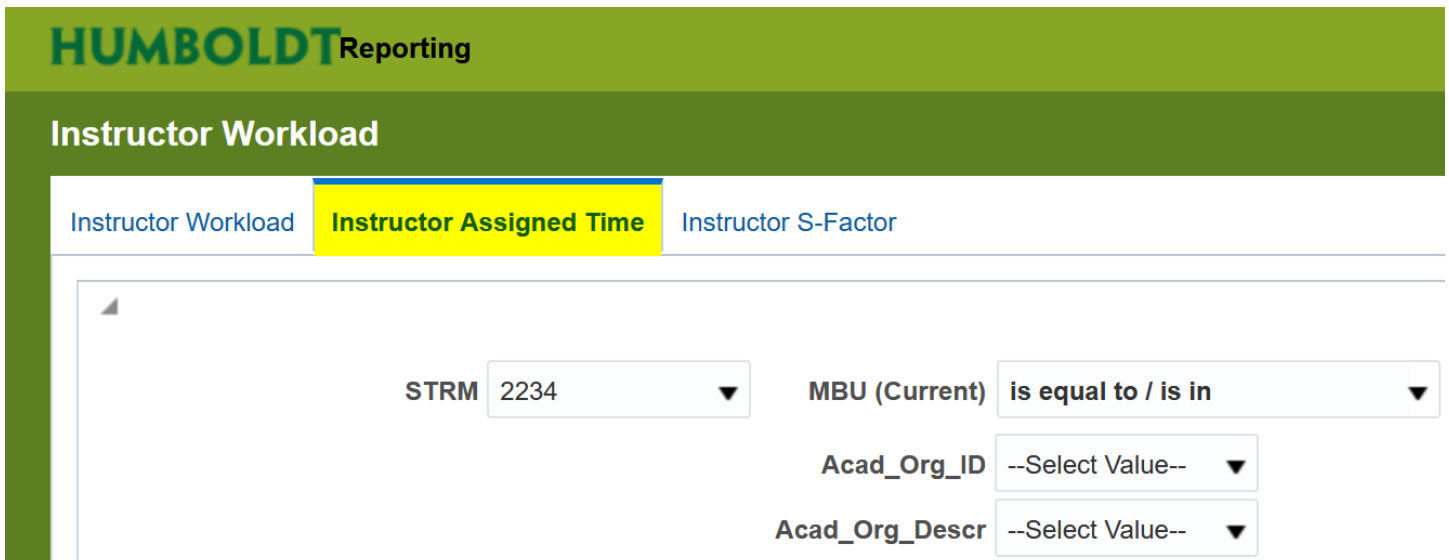 HUMBOLDT Reporting
Instructor Workload
Instructor Workload Instructor Assigned Time Instructor S-Factor
STRM 2234 MBU (Current) is equal to / is in
Acad_Org_ID --Select Value--
Acad_Org_Descr --Select Value--